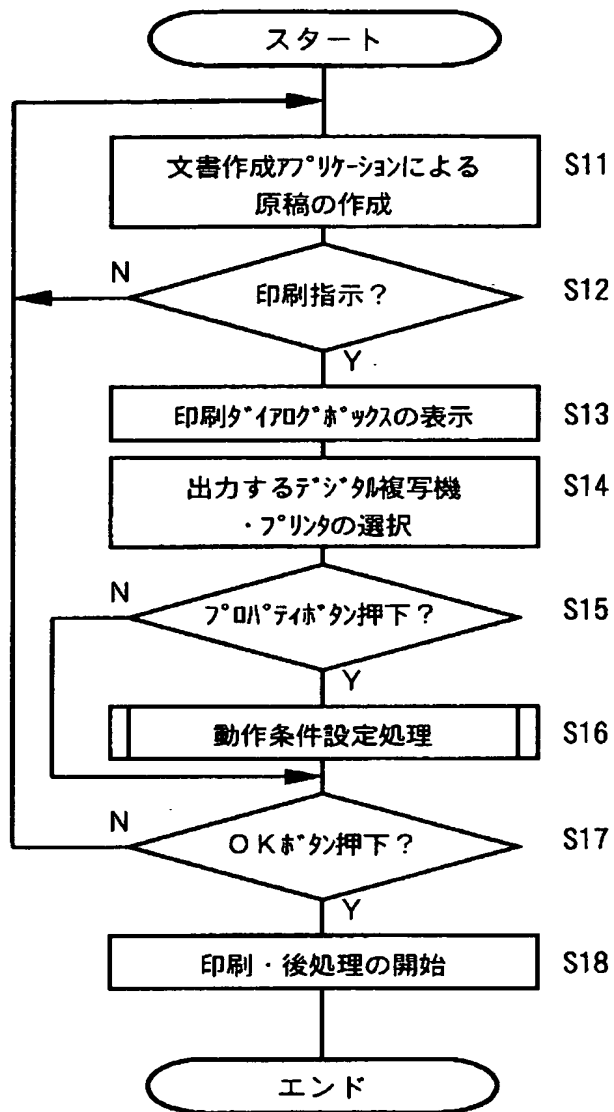 スタート
文書作成ｱﾌﾟﾘｹｰｼｮﾝによる
原稿の作成
S11
N
印刷指示？
S12
Y
印刷ﾀﾞｲｱﾛｸﾞﾎﾞｯｸｽの表示
S13
出力するﾃﾞｼﾞﾀﾙ複写機
・プリンタの選択
S14
N
ﾌﾟﾛﾊﾟﾃｨﾎﾞﾀﾝ押下？
S15
Y
動作条件設定処理
S16
N
ＯＫﾎﾞﾀﾝ押下？
S17
Y
印刷・後処理の開始
S18
エンド